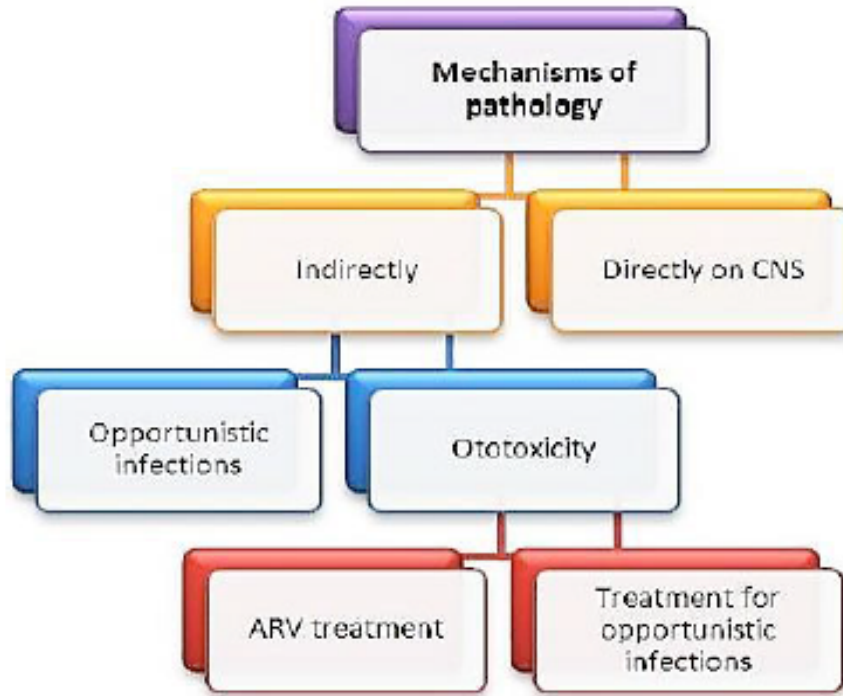 Mechanisms of
pathology
Indirectly
Directly on CNS
Opportunistic
infections
Ototoxicity
ARV treatment
Treatment for
opportunistic
infections